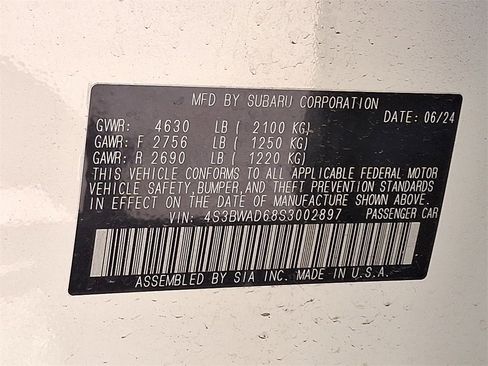 MFD BY SUBARU CORPORATION
DATE: 06/24
GVWR: 4630 LB ( 2100 KG)
GAWR: F 2756 LB ( 1250 KG)
GAWR: R 2690 LB ( 1220 KG)
THIS VEHICLE CONFORMS TO ALL APPLICABLE FEDERAL MOTOR
VEHICLE SAFETY, BUMPER, AND THEFT PREVENTION STANDARDS
IN EFFECT ON THE DATE OF MANUFACTURE SHOWN ABOVE.
VIN: 4S3BWAD68S3002897 PASSENGER CAR
ASSEMBLED BY SIA INC. MADE IN U.S.A.